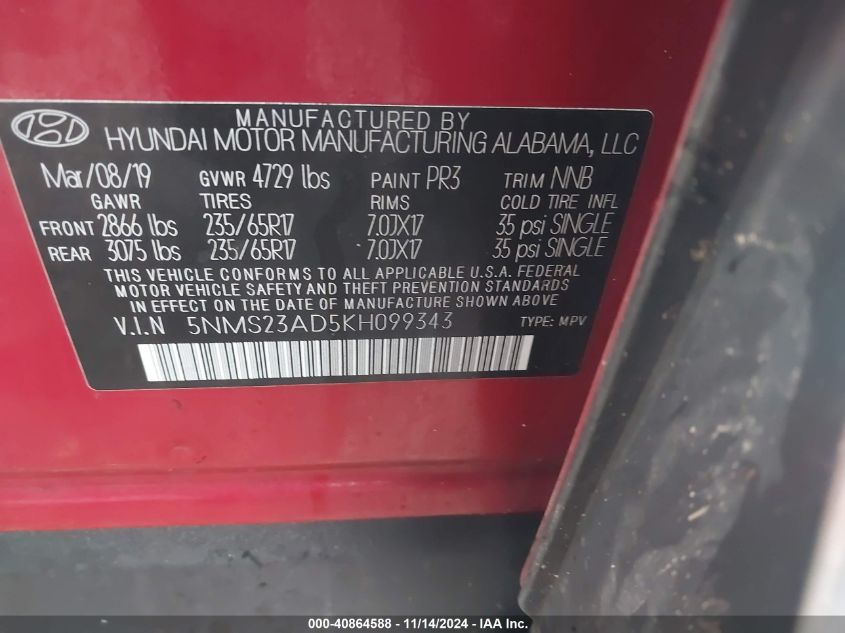 MANUFACTURED BY
HYUNDAI MOTOR MANUFACTURING ALABAMA, LLC
Mar/08/19 GVWR 4729 lbs PAINT PR3 TRIM NNB
GAWR TIRES RIMS COLD TIRE INFL
FRONT 2866 lbs 235/65R17 7.0JX17 35 psi SINGLE
REAR 3075 lbs 235/65R17 7.0JX17 35 psi SINGLE
THIS VEHICLE CONFORMS TO ALL APPLICABLE U.S.A. FEDERAL
MOTOR VEHICLE SAFETY AND THEFT PREVENTION STANDARDS
IN EFFECT ON THE DATE OF MANUFACTURE SHOWN ABOVE
V.I.N 5NMS23AD5KH099343 TYPE: MPV
000-40864588 - 11/14/2024 - IAA Inc.